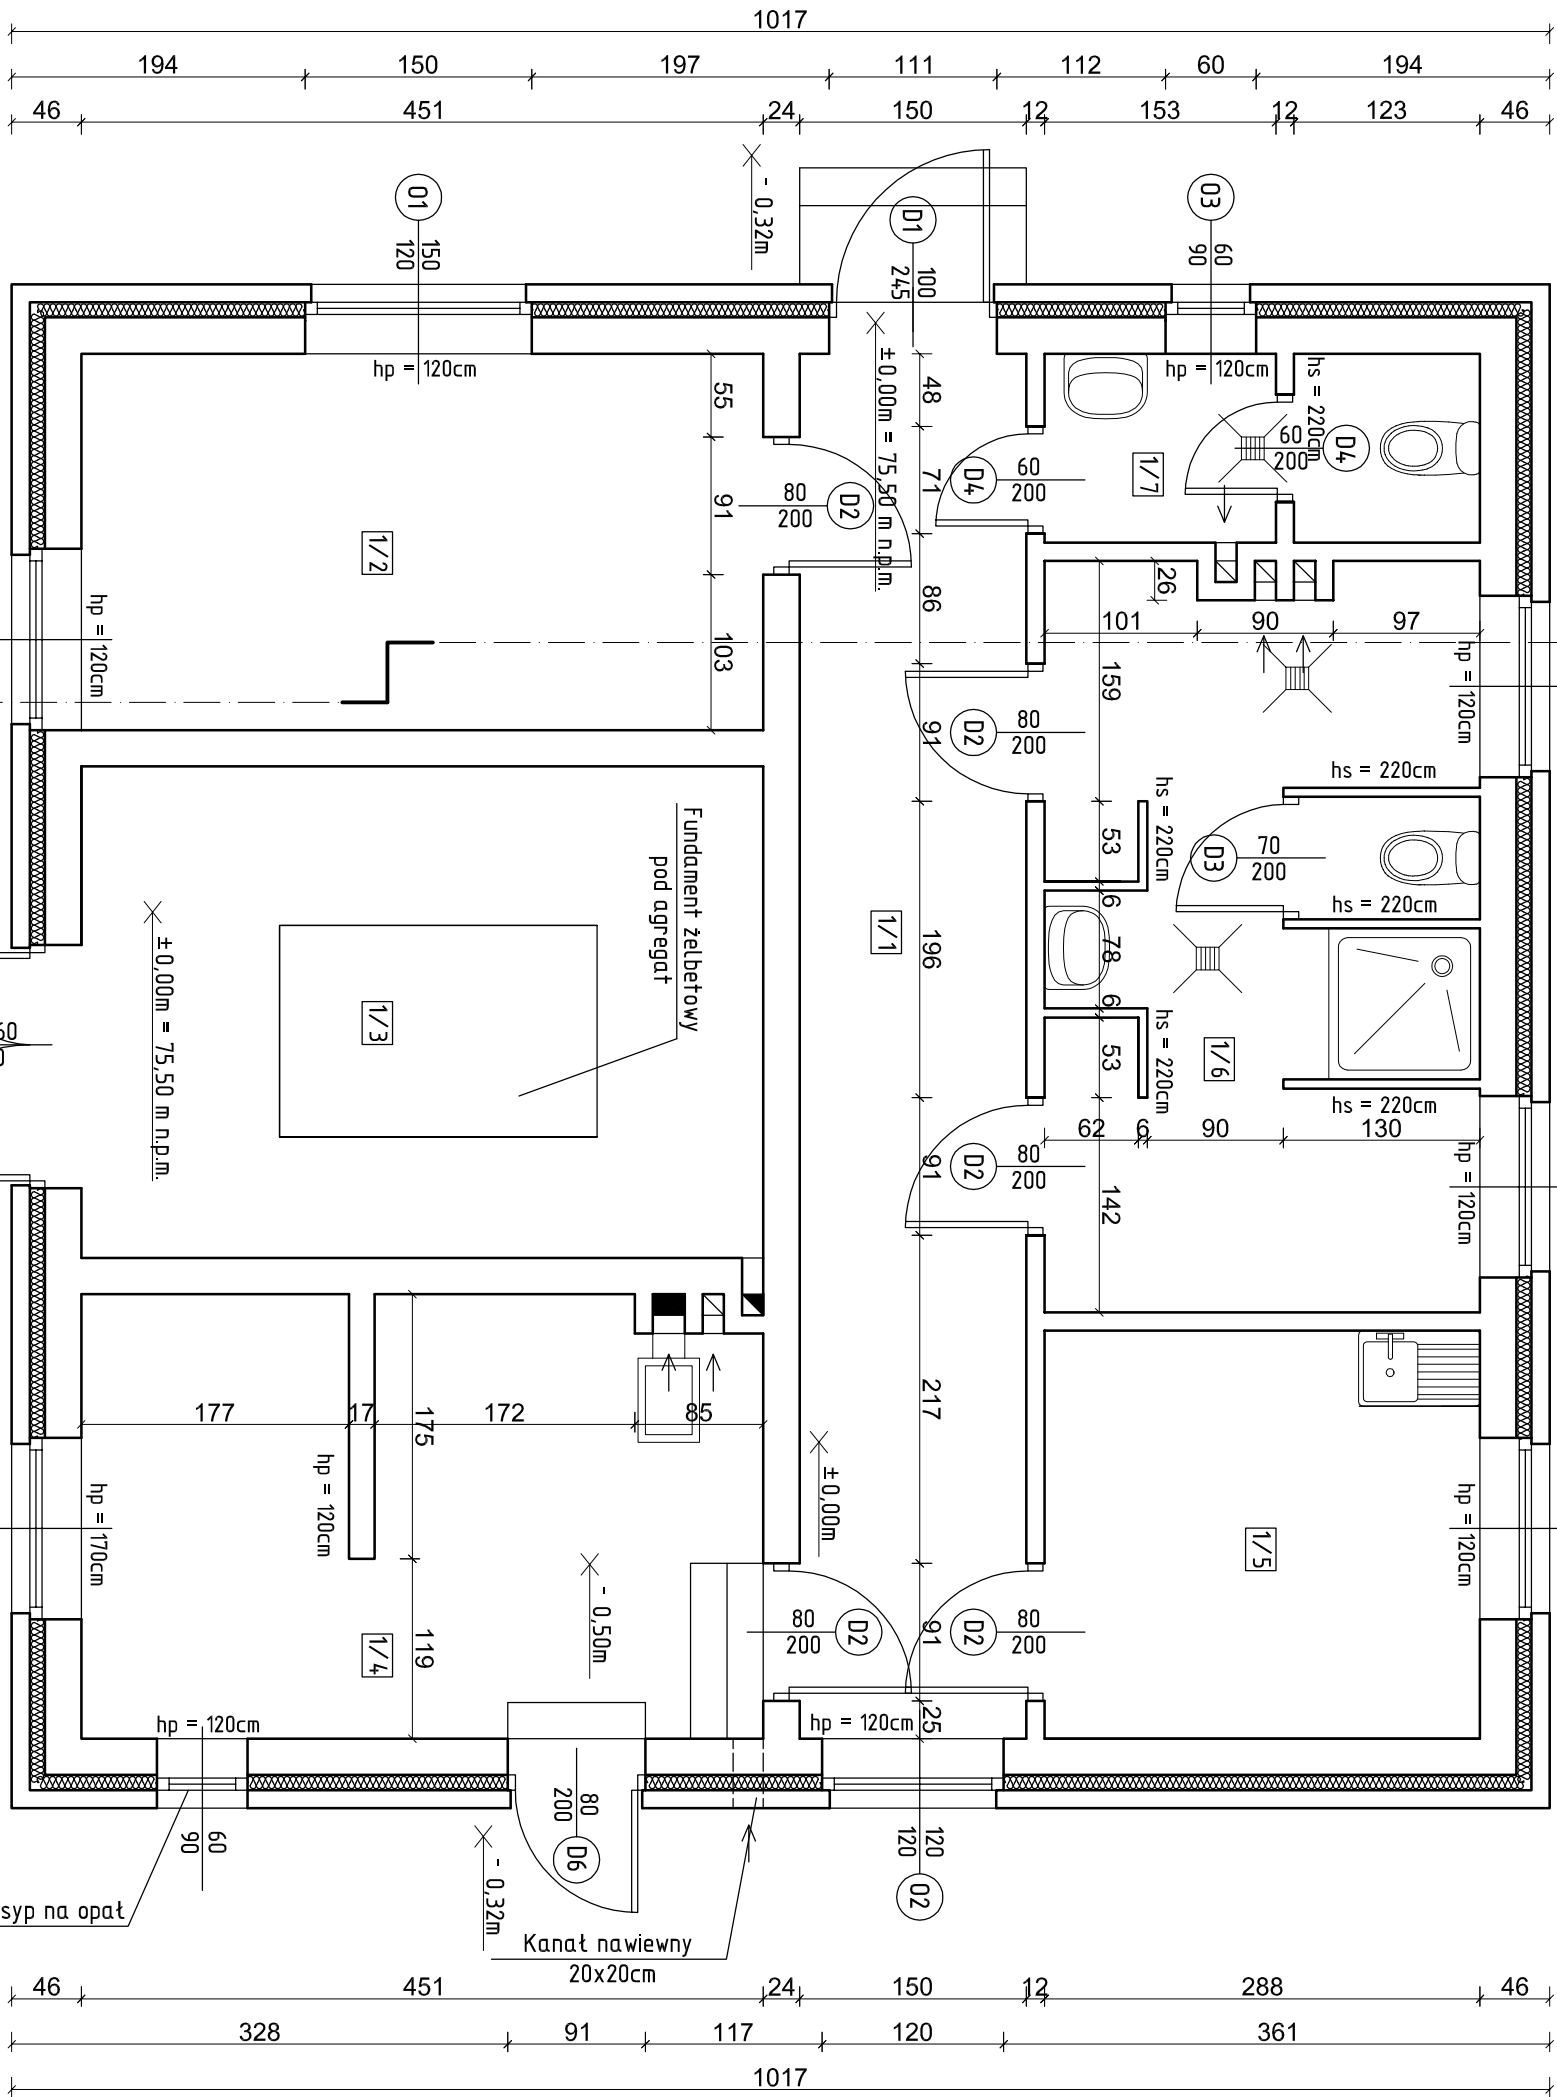 1017
194 150 197 111 112 60 194
46 451 24 150 12 153 12 123 46
- 0,32m
O1
150
120
D1
100
245
O3
60
90
hp = 120cm
hp = 120cm
hs = 220cm
60
200
D4
±0,00m = 75,50 m n.p.m.
55
91
103
48
71
86
91
196
91
217
91
25
D4
60
200
1/7
80
200
D2
1/2
hp = 120cm
26
101 90 97
159
hp = 120cm
D2
80
200
hs = 220cm
hs = 220cm
53
D3
70
200
Fundament żelbetowy
pod agregat
hs = 220cm
6
78
6
1/1
1/3
±0,00m = 75,50 m n.p.m.
60
0
hs = 220cm
53
1/6
hs = 220cm
62 6 90 130
D2
80
200
142
hp = 120cm
177 17 172 85
175
hp = 120cm
hp = 170cm
±0,00m
- 0,50m
1/5
hp = 120cm
80
200
D2
D2
80
200
1/4
119
hp = 120cm
hp = 120cm
60
90
80
200
D6
- 0,32m
120
120
O2
syp na opał
Kanał nawiewny
20x20cm
46 451 24 150 12 288 46
328 91 117 120 361
1017